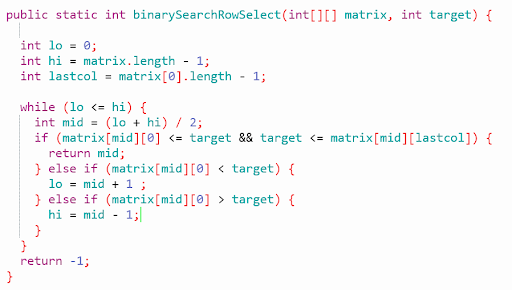 public static int binarySearchRowSelect(int[][] matrix, int target) {
int lo = 0;
int hi = matrix.length - 1;
int lastcol = matrix[0].length - 1;
while (lo <= hi) {
int mid = (lo + hi) / 2;
if (matrix[mid][0] <= target && target <= matrix[mid][lastcol]) {
return mid;
} else if (matrix[mid][0] < target) {
lo = mid + 1 ;
} else if (matrix[mid][0] > target) {
hi = mid - 1;
}
}
return -1;
}